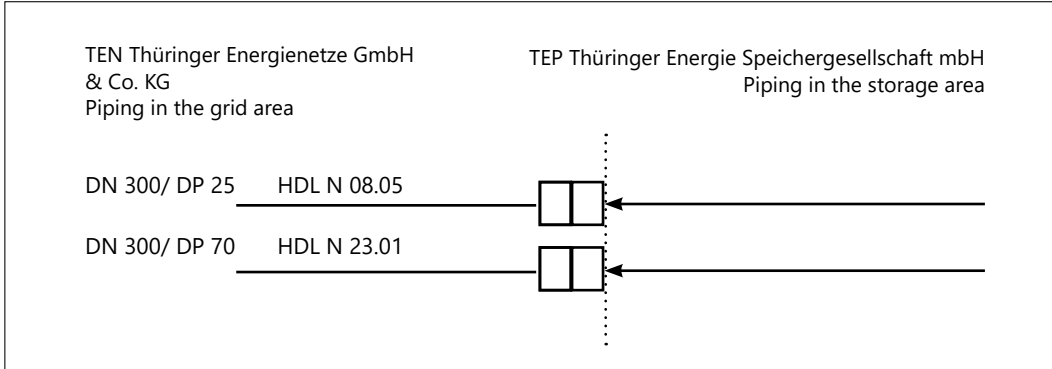 TEN Thüringer Energienetze GmbH
& Co. KG
Piping in the grid area
TEP Thüringer Energie Speichergesellschaft mbH
Piping in the storage area
DN 300/ DP 25 HDL N 08.05
DN 300/ DP 70 HDL N 23.01